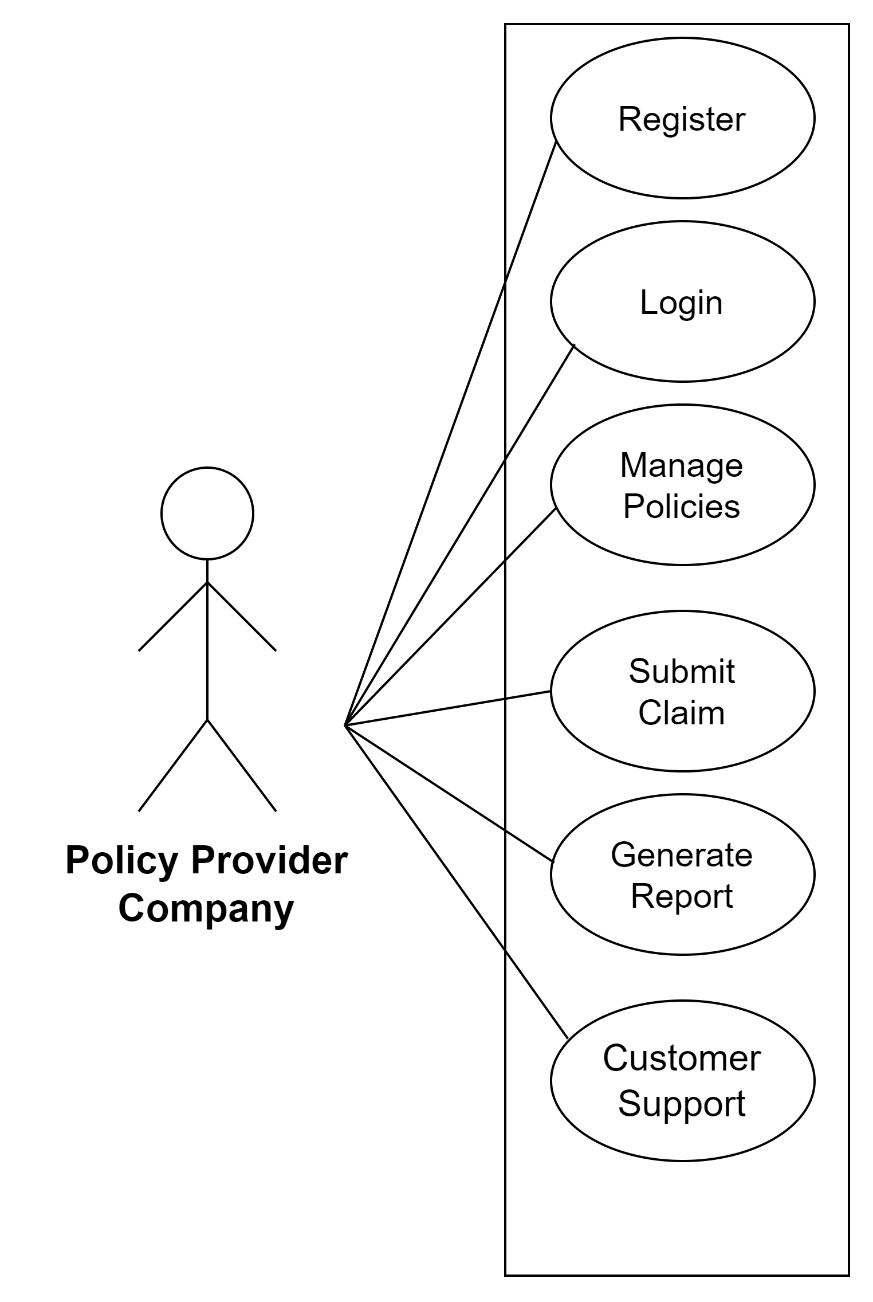 Register
Login
Manage
Policies
Submit
Claim
Generate
Report
Customer
Support
Policy Provider
Company